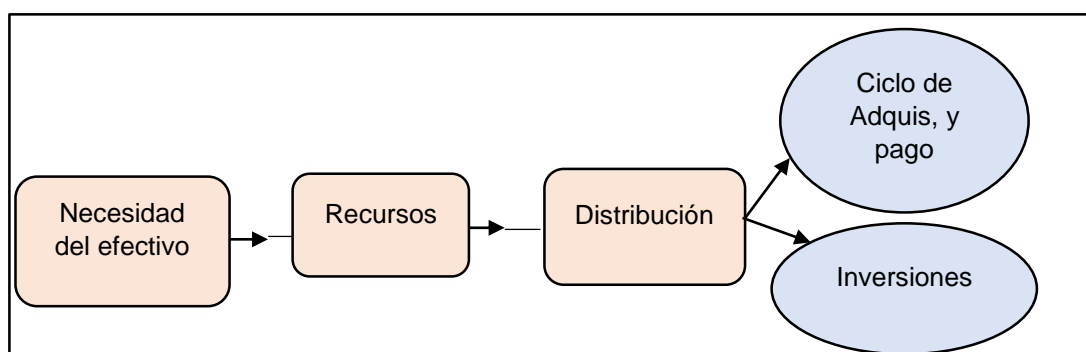 Necesidad
del efectivo
Recursos
Distribución
Ciclo de
Adquis, y
pago
Inversiones